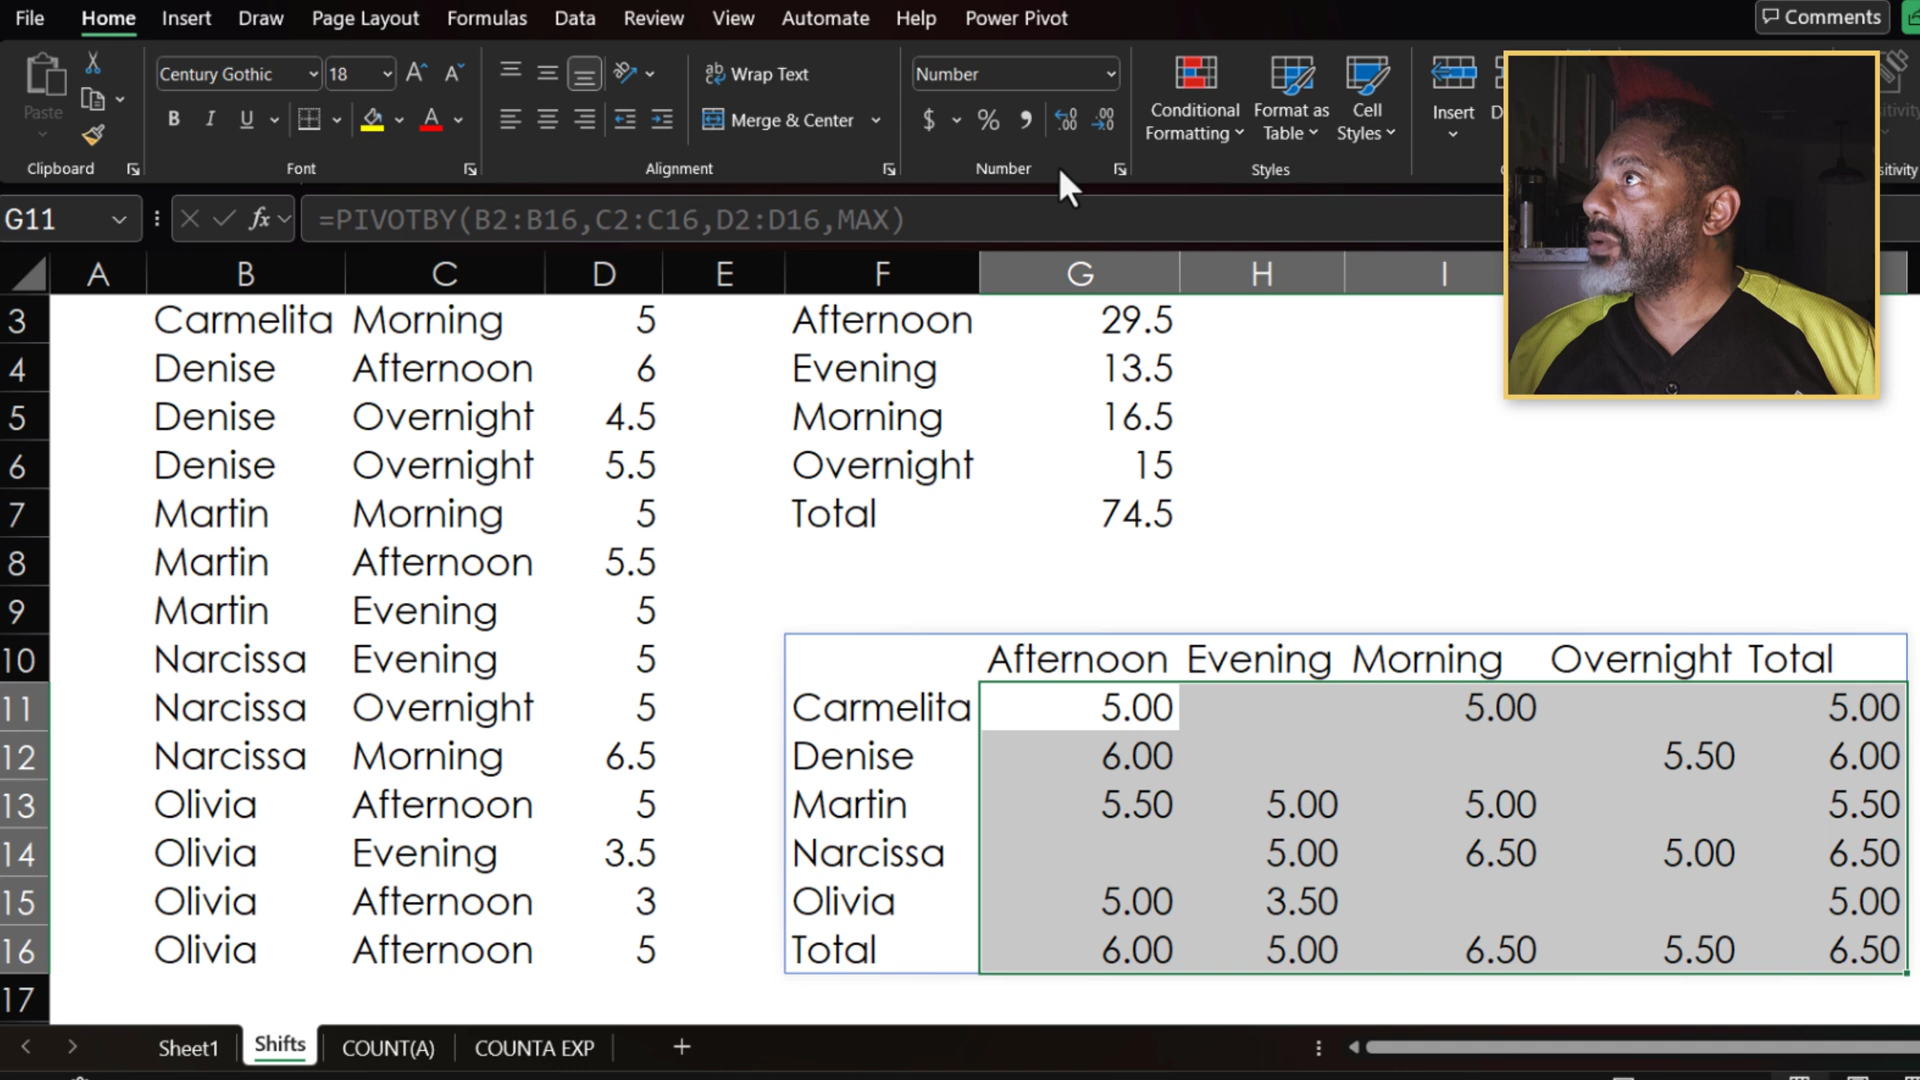 File Home Insert Draw Page Layout Formulas Data Review View Automate Help Power Pivot Comments
Century Gothic 18 Wrap Text Number
Paste B I U Merge & Center $ % , Conditional Formatting Format as Table Cell Styles Insert
Clipboard Font Alignment Number Styles
G11 fx =PIVOTBY(B2:B16,C2:C16,D2:D16,MAX)
A B C D E F G H I
3 Carmelita Morning 5 Afternoon 29.5
4 Denise Afternoon 6 Evening 13.5
5 Denise Overnight 4.5 Morning 16.5
6 Denise Overnight 5.5 Overnight 15
7 Martin Morning 5 Total 74.5
8 Martin Afternoon 5.5
9 Martin Evening 5
10 Narcissa Evening 5 Afternoon Evening Morning Overnight Total
11 Narcissa Overnight 5 Carmelita 5.00 5.00 5.00
12 Narcissa Morning 6.5 Denise 6.00 5.50 6.00
13 Olivia Afternoon 5 Martin 5.50 5.00 5.00 5.50
14 Olivia Evening 3.5 Narcissa 5.00 6.50 5.00 6.50
15 Olivia Afternoon 3 Olivia 5.00 3.50 5.00
16 Olivia Afternoon 5 Total 6.00 5.00 6.50 5.50 6.50
17
Sheet1 Shifts COUNT(A) COUNTA EXP